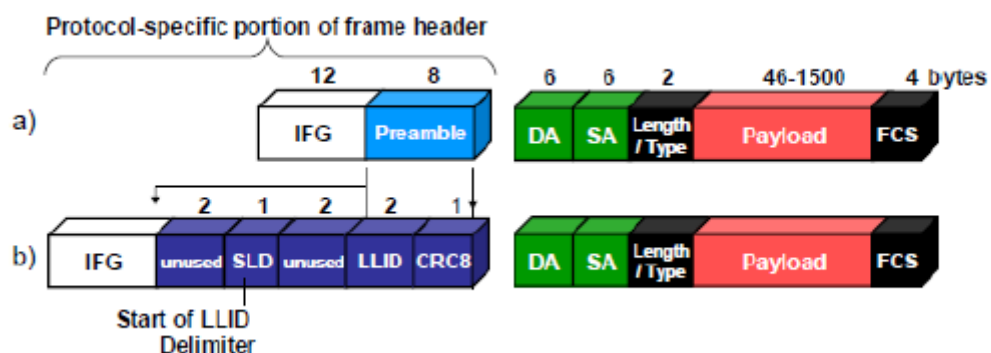 Protocol-specific portion of frame header
12 8 6 6 2 46-1500 4 bytes
a) IFG Preamble DA SA Length / Type Payload FCS
2 1 2 2 1
b) IFG unused SLD unused LLID CRC8 DA SA Length / Type Payload FCS
Start of LLID
Delimiter